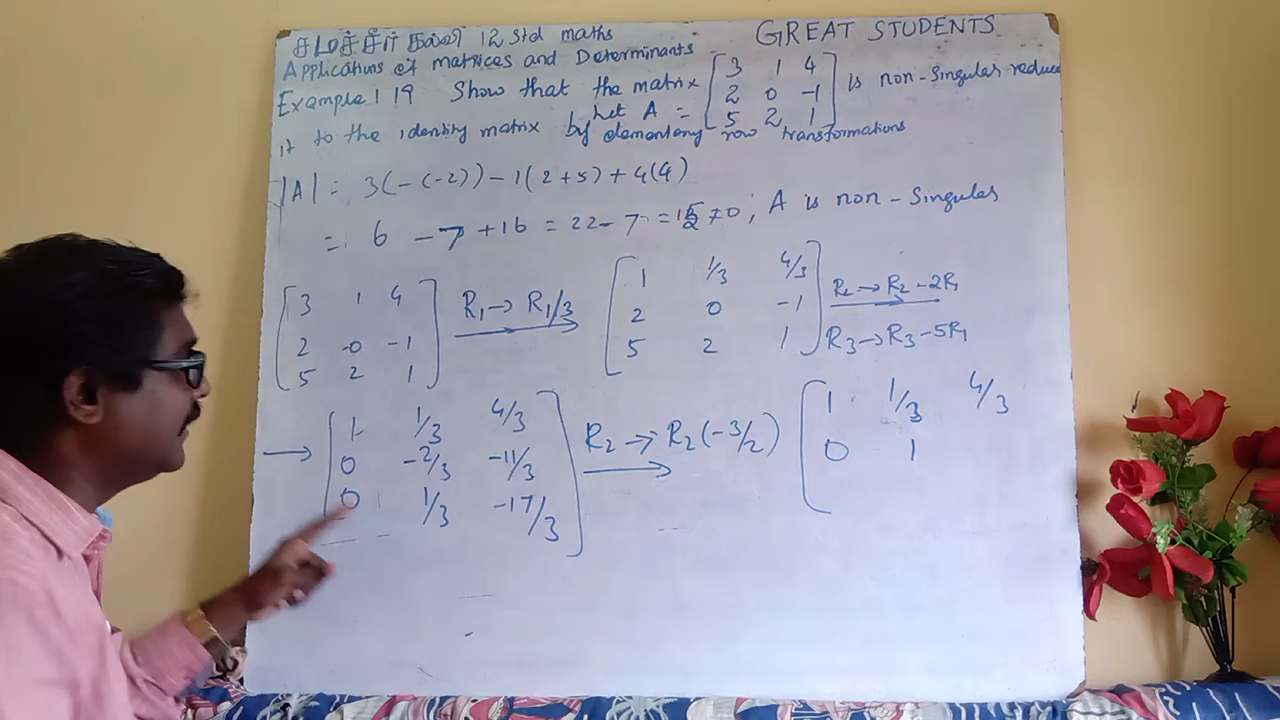 சமச்சீர் கல்வி 12 Std maths GREAT STUDENTS
Applications of matrices and Determinants
Example 1 19 Show that the matrix [3 1 4
2 0 -1
5 2 1] is non-Singular reduce
Let A =
it to the identity matrix by elementary row transformations
|A| = 3(-(-2)) - 1(2+5) + 4(4)
= 6 - 7 + 16 = 22 - 7 = 15 ≠ 0; A is non-Singular
[3 1 4
2 0 -1
5 2 1] R1 → R1/3 [1 1/3 4/3
2 0 -1
5 2 1] R2 → R2 - 2R1
R3 → R3 - 5R1
→ [1 1/3 4/3
0 -2/3 -11/3
0 1/3 -17/3] R2 → R2(-3/2) [1 1/3 4/3
0 1